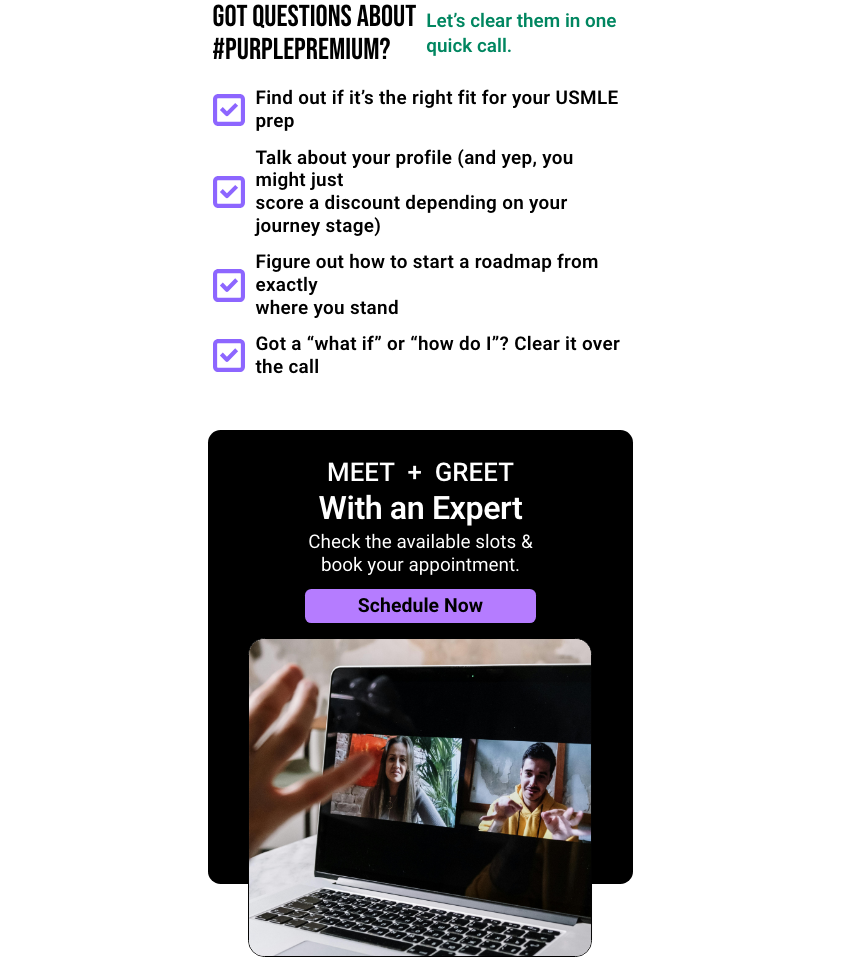 GOT QUESTIONS ABOUT
#PURPLEPREMIUM?
Let’s clear them in one
quick call.
Find out if it’s the right fit for your USMLE
prep
Talk about your profile (and yep, you
might just
score a discount depending on your
journey stage)
Figure out how to start a roadmap from
exactly
where you stand
Got a “what if” or “how do I”? Clear it over
the call
MEET + GREET
With an Expert
Check the available slots &
book your appointment.
Schedule Now